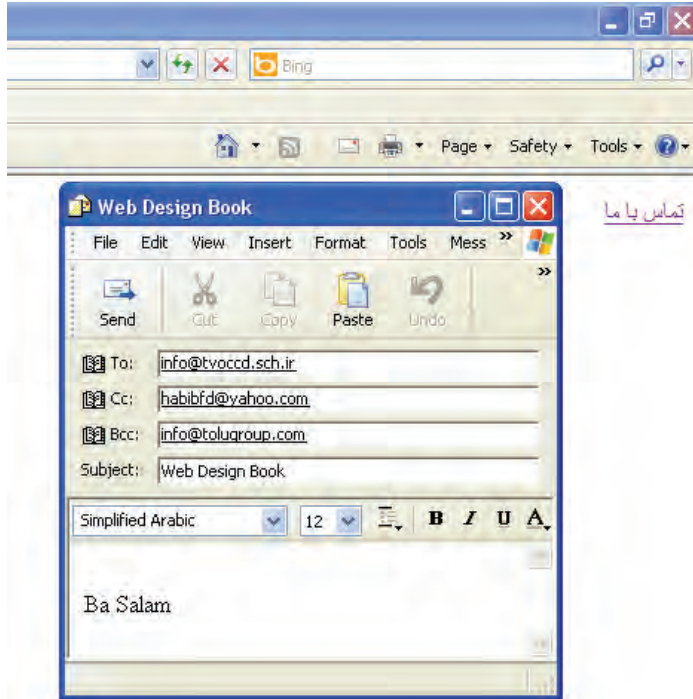 Bing
Page Safety Tools
تماس با ما
Web Design Book
File Edit View Insert Format Tools Mess »
»
Send Cut Copy Paste Undo
To: info@tvoccd.sch.ir
Cc: habibfd@yahoo.com
Bcc: info@tolugroup.com
Subject: Web Design Book
Simplified Arabic 12 B I U A
Ba Salam